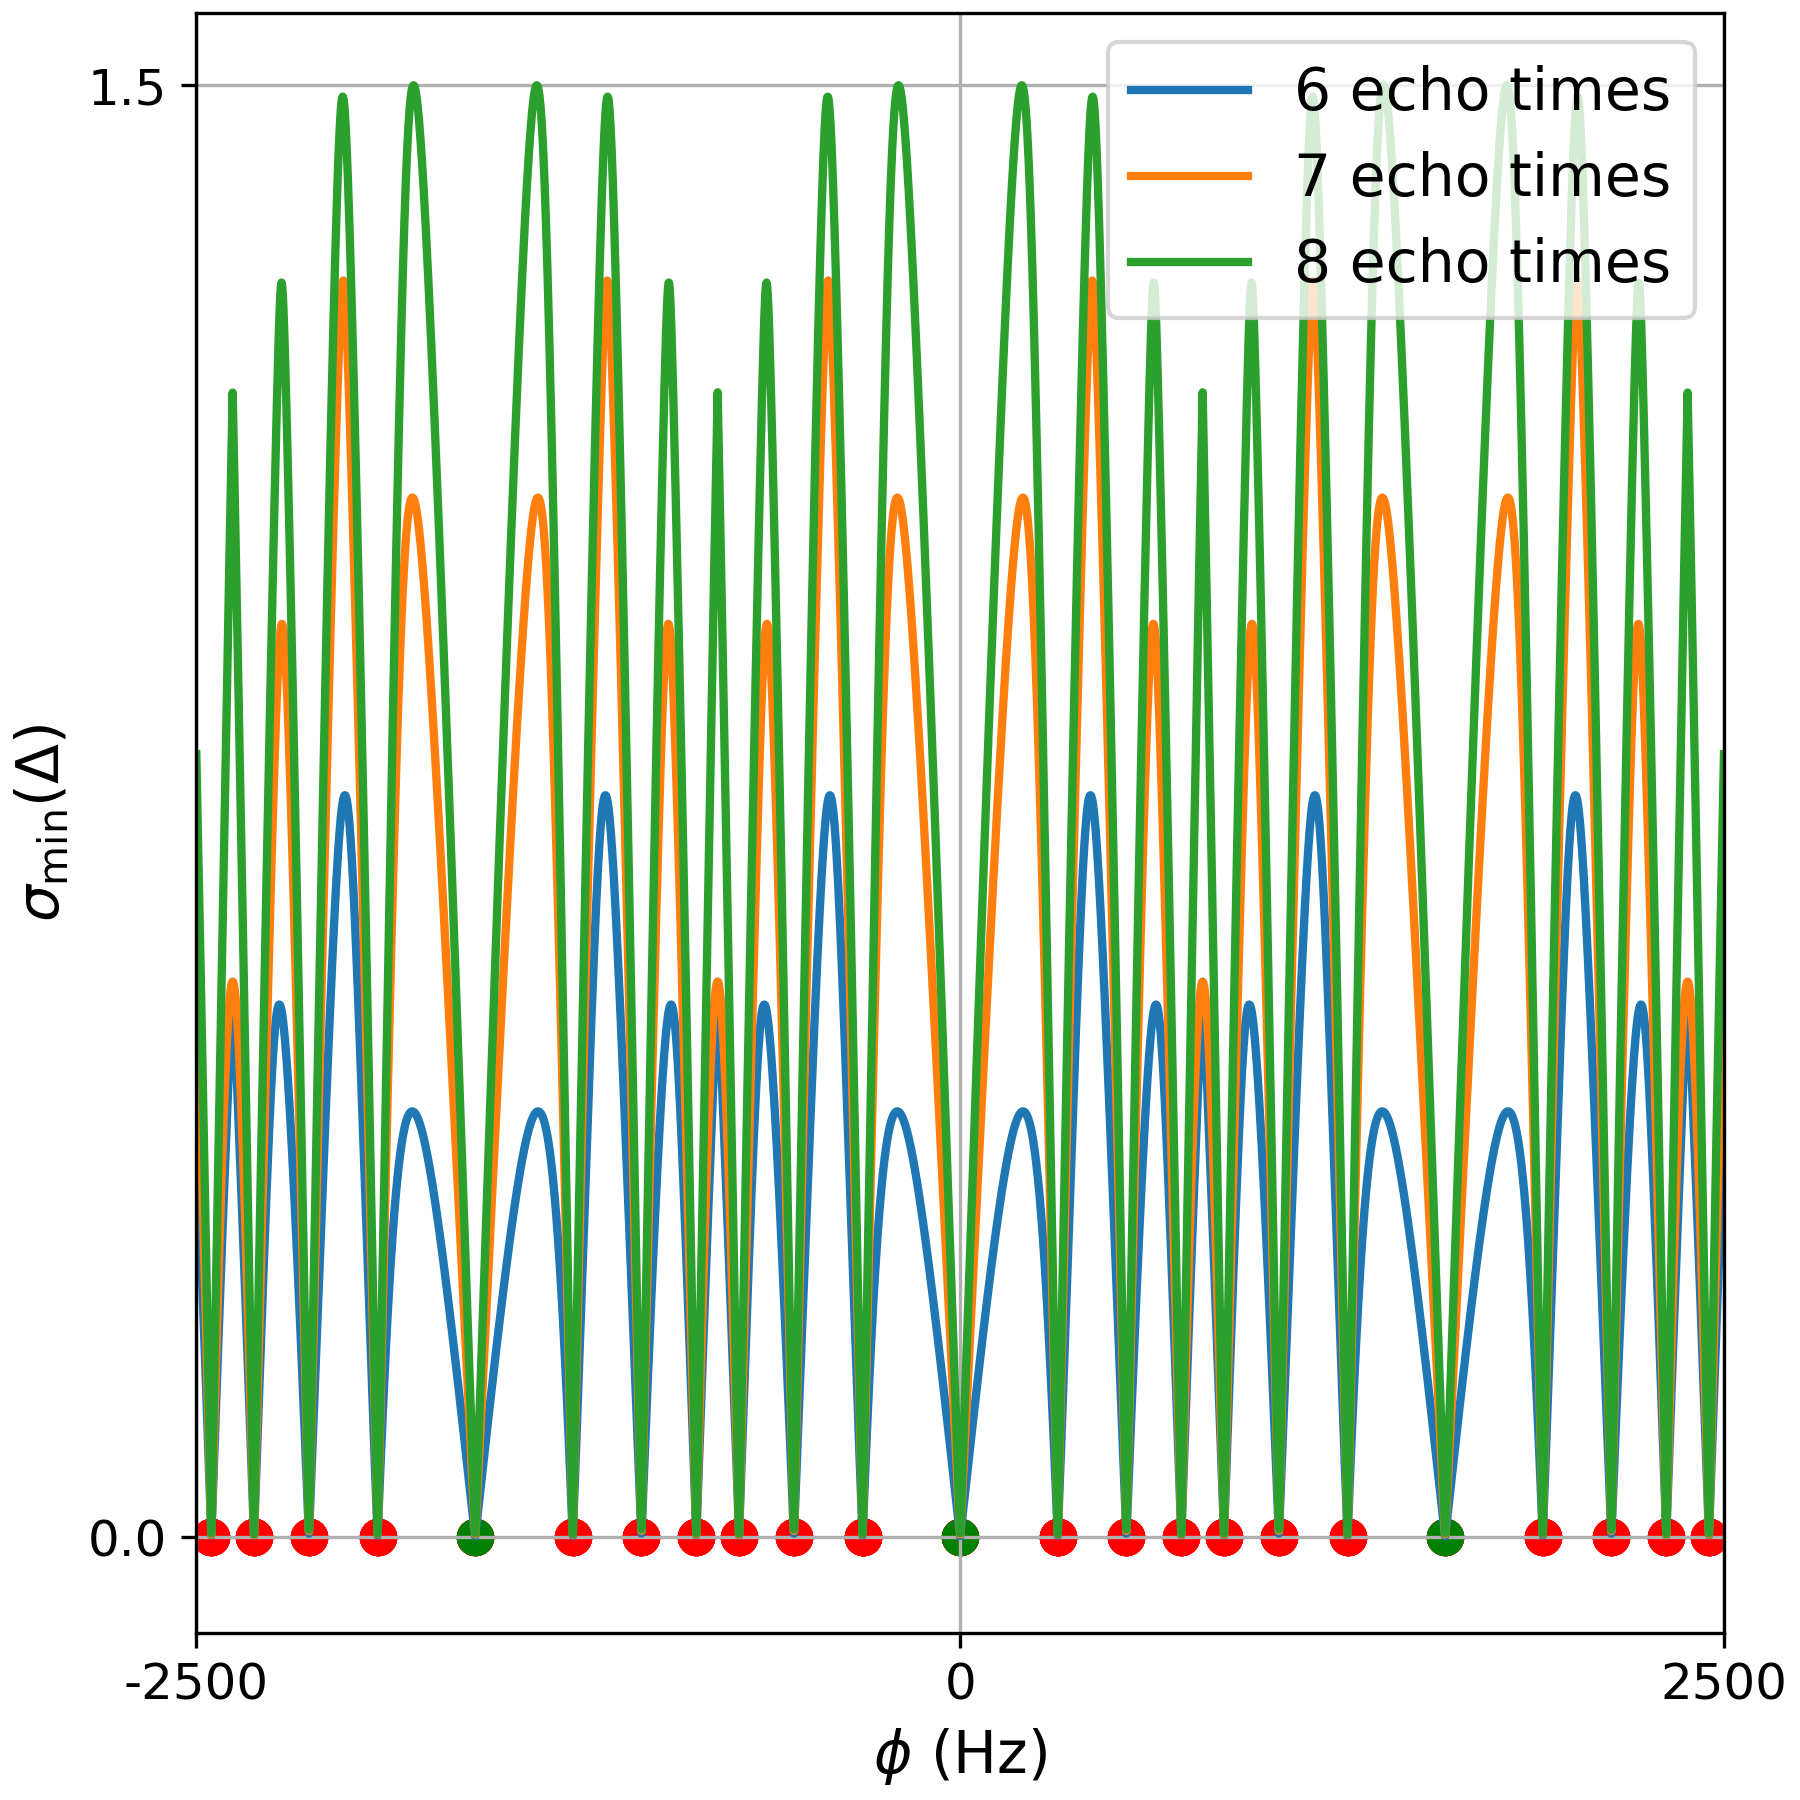 1.5
0.0
σmin(Δ)
-2500
0
2500
ϕ (Hz)
6 echo times
7 echo times
8 echo times